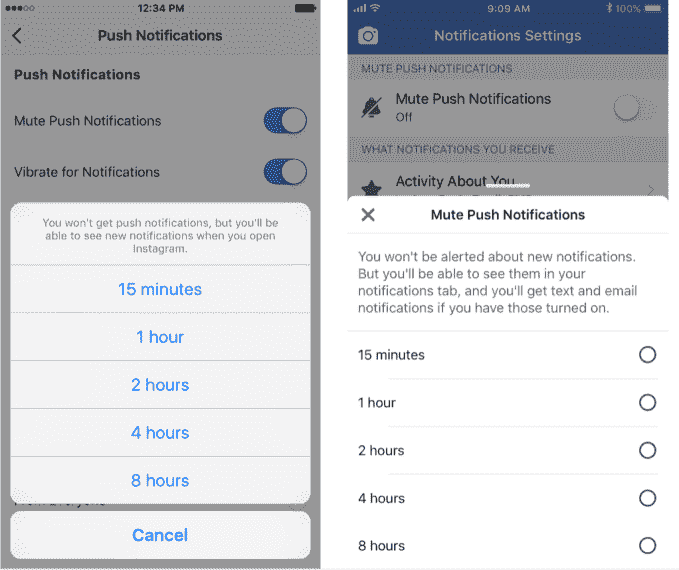 12:34 PM
Push Notifications
Push Notifications
Mute Push Notifications
Vibrate for Notifications
You won't get push notifications, but you'll be
able to see new notifications when you open
Instagram.
15 minutes
1 hour
2 hours
4 hours
8 hours
From Everyone
Cancel
9:09 AM
100%
Notifications Settings
MUTE PUSH NOTIFICATIONS
Mute Push Notifications
Off
WHAT NOTIFICATIONS YOU RECEIVE
Activity About You
Mute Push Notifications
You won't be alerted about new notifications.
But you'll be able to see them in your
notifications tab, and you'll get text and email
notifications if you have those turned on.
15 minutes
1 hour
2 hours
4 hours
8 hours